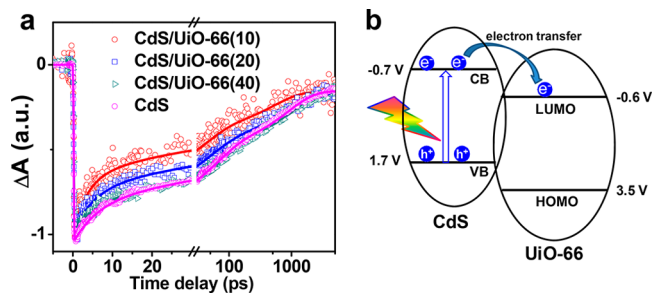 a
CdS/UiO-66(10)
CdS/UiO-66(20)
CdS/UiO-66(40)
CdS
0
-1
ΔA (a.u.)
0 10 20 100 1000
Time delay (ps)
b
electron transfer
e- e-
-0.7 V
CB
e-
LUMO
-0.6 V
1.7 V
h+ h+
VB
HOMO
3.5 V
CdS
UiO-66